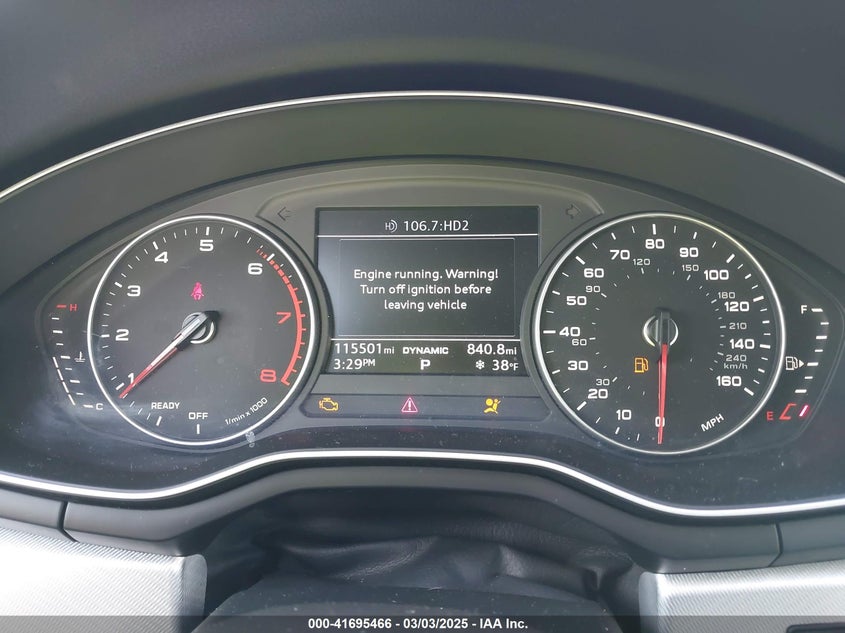 HD 106.7:HD2
Engine running. Warning!
Turn off ignition before
leaving vehicle
115501mi DYNAMIC 840.8mi
3:29PM P 38°F
1 2 3 4 5 6 7 8
H
C
READY
OFF
1/min x 1000
0 10 20 30 40 50 60 70 80 90 100 120 140 160
30 60 90 120 150 180 210 240
km/h
MPH
F
E
000-41695466 - 03/03/2025 - IAA Inc.